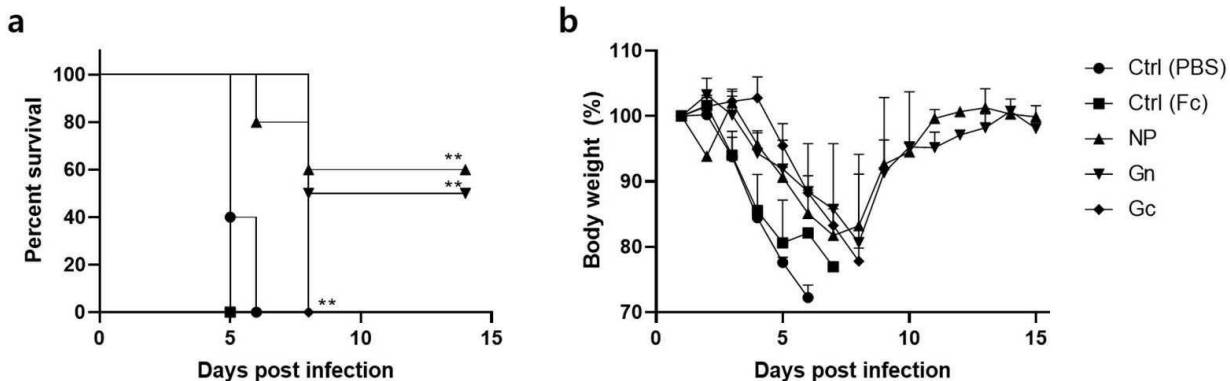 a
100
80
60
40
20
0
Percent survival
**
**
**
0 5 10 15
Days post infection
b
110
100
90
80
70
Body weight (%)
0 5 10 15
Days post infection
Ctrl (PBS)
Ctrl (Fc)
NP
Gn
Gc